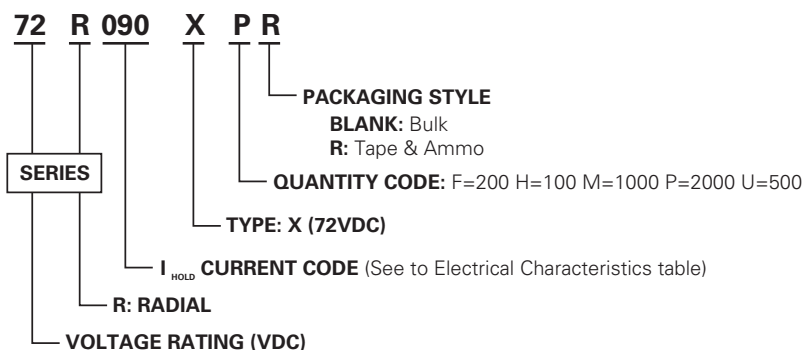 72 R 090 X P R
PACKAGING STYLE
BLANK: Bulk
R: Tape & Ammo
SERIES
QUANTITY CODE: F=200 H=100 M=1000 P=2000 U=500
TYPE: X (72VDC)
I HOLD CURRENT CODE (See to Electrical Characteristics table)
R: RADIAL
VOLTAGE RATING (VDC)